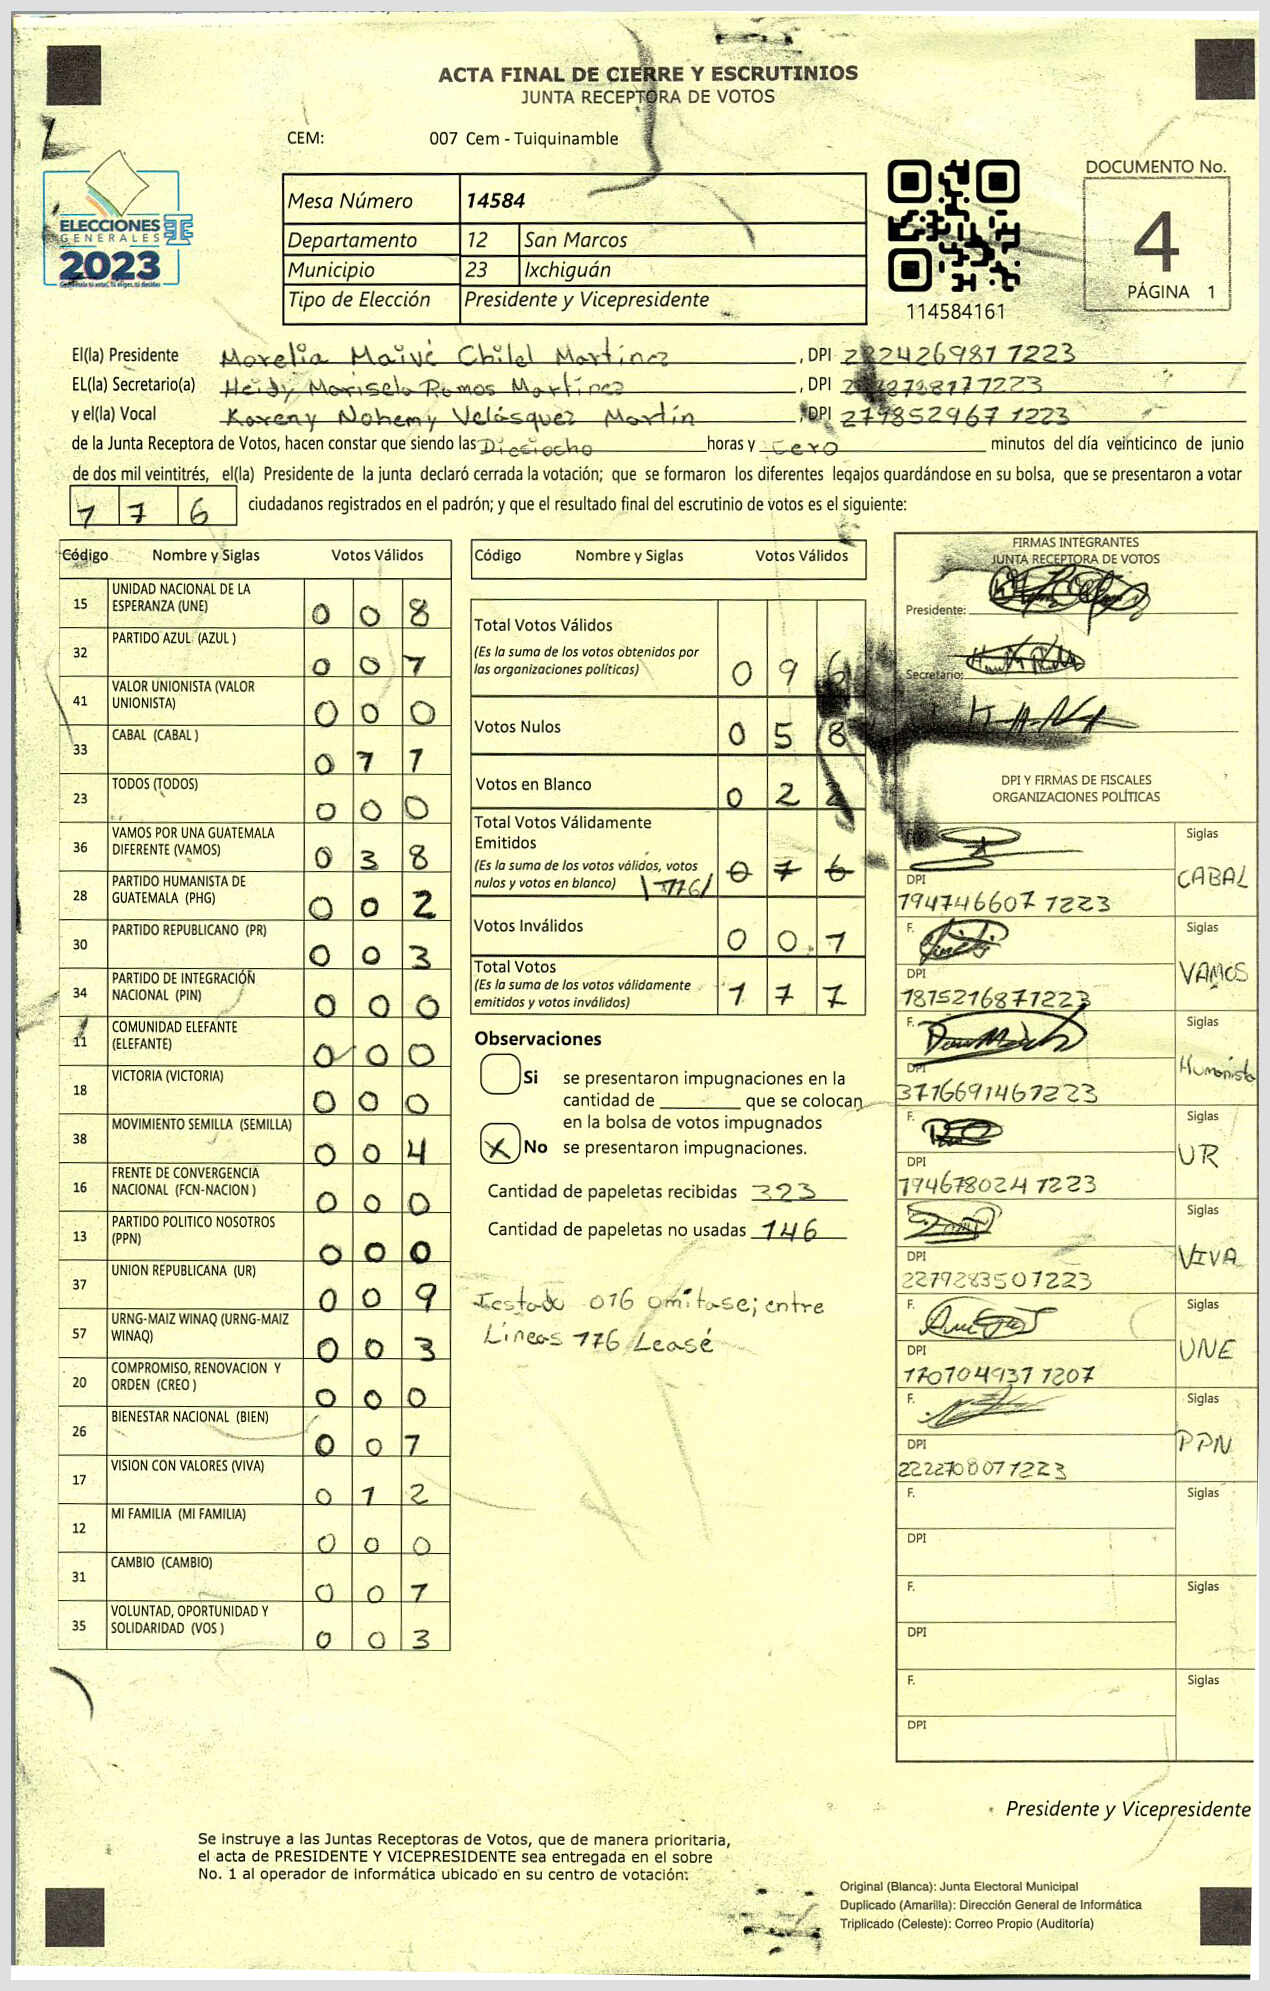 ACTA FINAL DE CIERRE Y ESCRUTINIOS
JUNTA RECEPTORA DE VOTOS
CEM: 007 Cem - Tuiquinamble
DOCUMENTO No.
4
PÁGINA 1
Mesa Número 14584
Departamento 12 San Marcos
Municipio 23 Ixchiguán
Tipo de Elección Presidente y Vicepresidente
114584161
ELECCIONES
GENERALES
2023
El(la) Presidente Morelia Maivé Chilel Martínez, DPI
EL(la) Secretario(a) Heidy Marisela Ramos Martínez, DPI
y el(la) Vocal Kareny Nohemy Velásquez Martín, DPI 279852967 1223
de la Junta Receptora de Votos, hacen constar que siendo las Dieciocho horas y cero minutos del día veinticinco de junio
de dos mil veintitrés, el(la) Presidente de la junta declaró cerrada la votación; que se formaron los diferentes legajos guardándose en su bolsa, que se presentaron a votar
1 7 6 ciudadanos registrados en el padrón; y que el resultado final del escrutinio de votos es el siguiente:
Código Nombre y Siglas Votos Válidos
15 UNIDAD NACIONAL DE LA
ESPERANZA (UNE) 0 0 8
32 PARTIDO AZUL (AZUL ) 0 0 1
41 VALOR UNIONISTA (VALOR
UNIONISTA) 0 0 0
33 CABAL (CABAL ) 0 1 1
23 TODOS (TODOS) 0 0 0
36 VAMOS POR UNA GUATEMALA
DIFERENTE (VAMOS) 0 3 8
28 PARTIDO HUMANISTA DE
GUATEMALA (PHG) 0 0 2
30 PARTIDO REPUBLICANO (PR) 0 0 3
34 PARTIDO DE INTEGRACIÓN
NACIONAL (PIN) 0 0 0
11 COMUNIDAD ELEFANTE
(ELEFANTE) 0 0 0
18 VICTORIA (VICTORIA) 0 0 0
38 MOVIMIENTO SEMILLA (SEMILLA) 0 0 4
16 FRENTE DE CONVERGENCIA
NACIONAL (FCN-NACION ) 0 0 0
13 PARTIDO POLITICO NOSOTROS
(PPN) 0 0 0
37 UNION REPUBLICANA (UR) 0 0 9
57 URNG-MAIZ WINAQ (URNG-MAIZ
WINAQ) 0 0 3
20 COMPROMISO, RENOVACION Y
ORDEN (CREO ) 0 0 0
26 BIENESTAR NACIONAL (BIEN) 0 0 1
17 VISION CON VALORES (VIVA) 0 1 2
12 MI FAMILIA (MI FAMILIA) 0 0 0
31 CAMBIO (CAMBIO) 0 0 1
35 VOLUNTAD, OPORTUNIDAD Y
SOLIDARIDAD (VOS ) 0 0 3
Código Nombre y Siglas Votos Válidos
Total Votos Válidos
(Es la suma de los votos obtenidos por
las organizaciones políticas) 0 9 6
Votos Nulos 0 5 8
Votos en Blanco 0 2 2
Total Votos Válidamente
Emitidos
(Es la suma de los votos válidos, votos
nulos y votos en blanco) |176| 0 7 6
Votos Inválidos 0 0 1
Total Votos
(Es la suma de los votos válidamente
emitidos y votos inválidos) 1 7 7
Observaciones
Si se presentaron impugnaciones en la
cantidad de ________ que se colocan
en la bolsa de votos impugnados
X No se presentaron impugnaciones.
Cantidad de papeletas recibidas 323
Cantidad de papeletas no usadas 146
Testado 076 omitase; entre
Líneas 176 Leasé
FIRMAS INTEGRANTES
JUNTA RECEPTORA DE VOTOS
Presidente:
Secretario:
DPI Y FIRMAS DE FISCALES
ORGANIZACIONES POLÍTICAS
Siglas
CABAL
DPI
194746607 1223
F. Siglas
VAMOS
DPI
1815216871223
F. Siglas
Humanista
DPI
3716691461223
F. Siglas
UR
DPI
194678024 1223
F. Siglas
VIVA
DPI
2219283501223
F. Siglas
UNE
DPI
170704937 1207
F. Siglas
PPN
DPI
2222708071223
F. Siglas
DPI
F. Siglas
DPI
F. Siglas
DPI
Presidente y Vicepresidente
Se instruye a las Juntas Receptoras de Votos, que de manera prioritaria,
el acta de PRESIDENTE Y VICEPRESIDENTE sea entregada en el sobre
No. 1 al operador de informática ubicado en su centro de votación.
Original (Blanca): Junta Electoral Municipal
Duplicado (Amarilla): Dirección General de Informática
Triplicado (Celeste): Correo Propio (Auditoría)